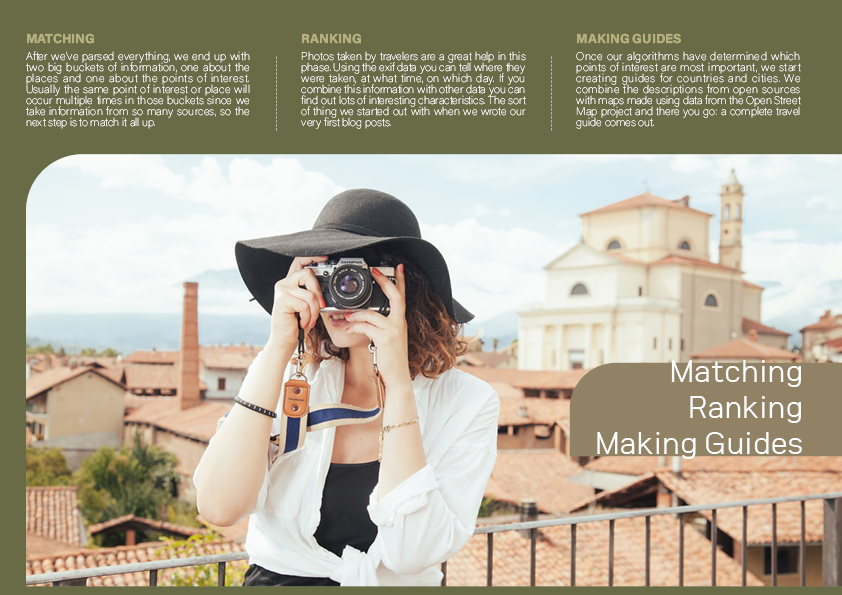 MATCHING
After we've parsed everything, we end up with
two big buckets of information, one about the
places and one about the points of interest.
Usually the same point of interest or place will
occur multiple times in those buckets since we
take information from so many sources, so the
next step is to match it all up.
RANKING
Photos taken by travelers are a great help in this
phase.Using the exif data you can tell where they
were taken, at what time, on which day. If you
combine this information with other data you can
find out lots of interesting characteristics. The sort
of thing we started out with when we wrote our
very first blog posts.
MAKING GUIDES
Once our algorithms have determined which
points of interest are most important, we start
creating guides for countries and cities. We
combine the descriptions from open sources
with maps made using data from the Open Street
Map project and there you go: a complete travel
guide comes out.
OLYMPUS
Matching
Ranking
Making Guides